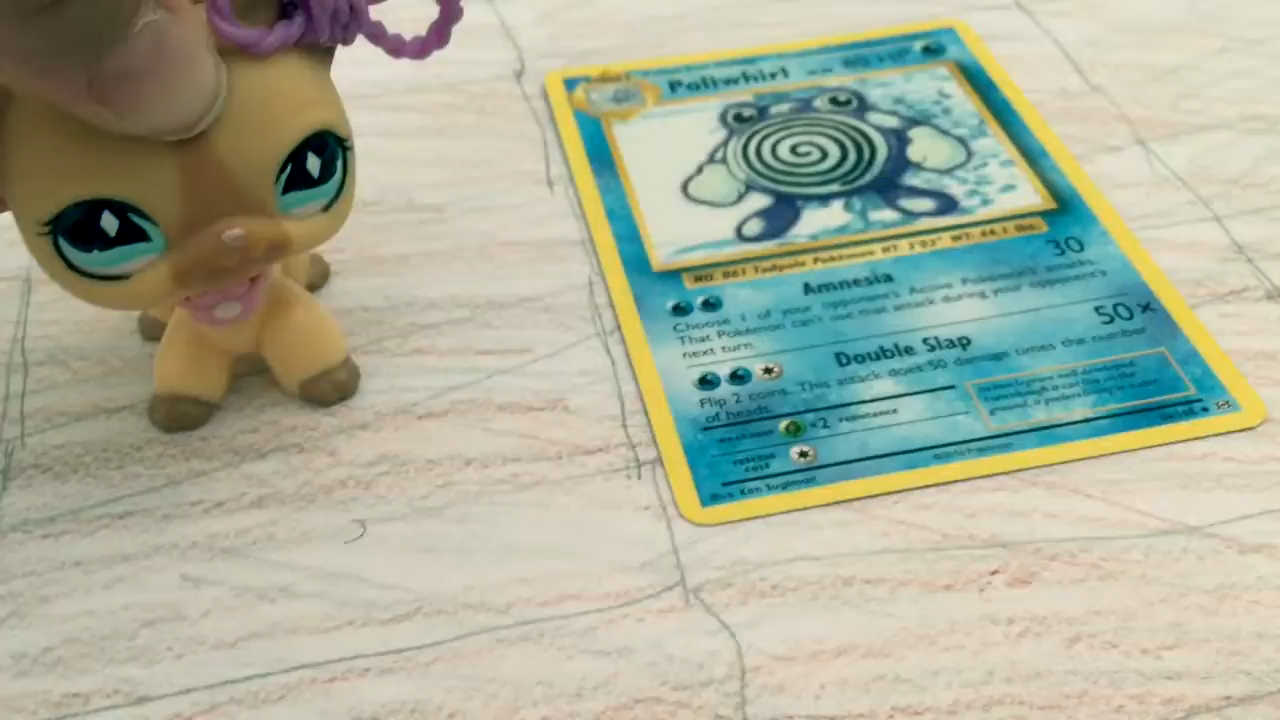 Poliwhirl
NO. 061 Tadpole Pokémon HT: 3'03" WT: 44.1 lbs.
Amnesia 30
Choose 1 of your opponent's Active Pokémon's attacks.
That Pokémon can't use that attack during your opponent's
next turn.
Double Slap 50×
Flip 2 coins. This attack does 50 damage times the number
of heads.
weakness ×2 resistance
retreat
cost
Illus. Ken Sugimori